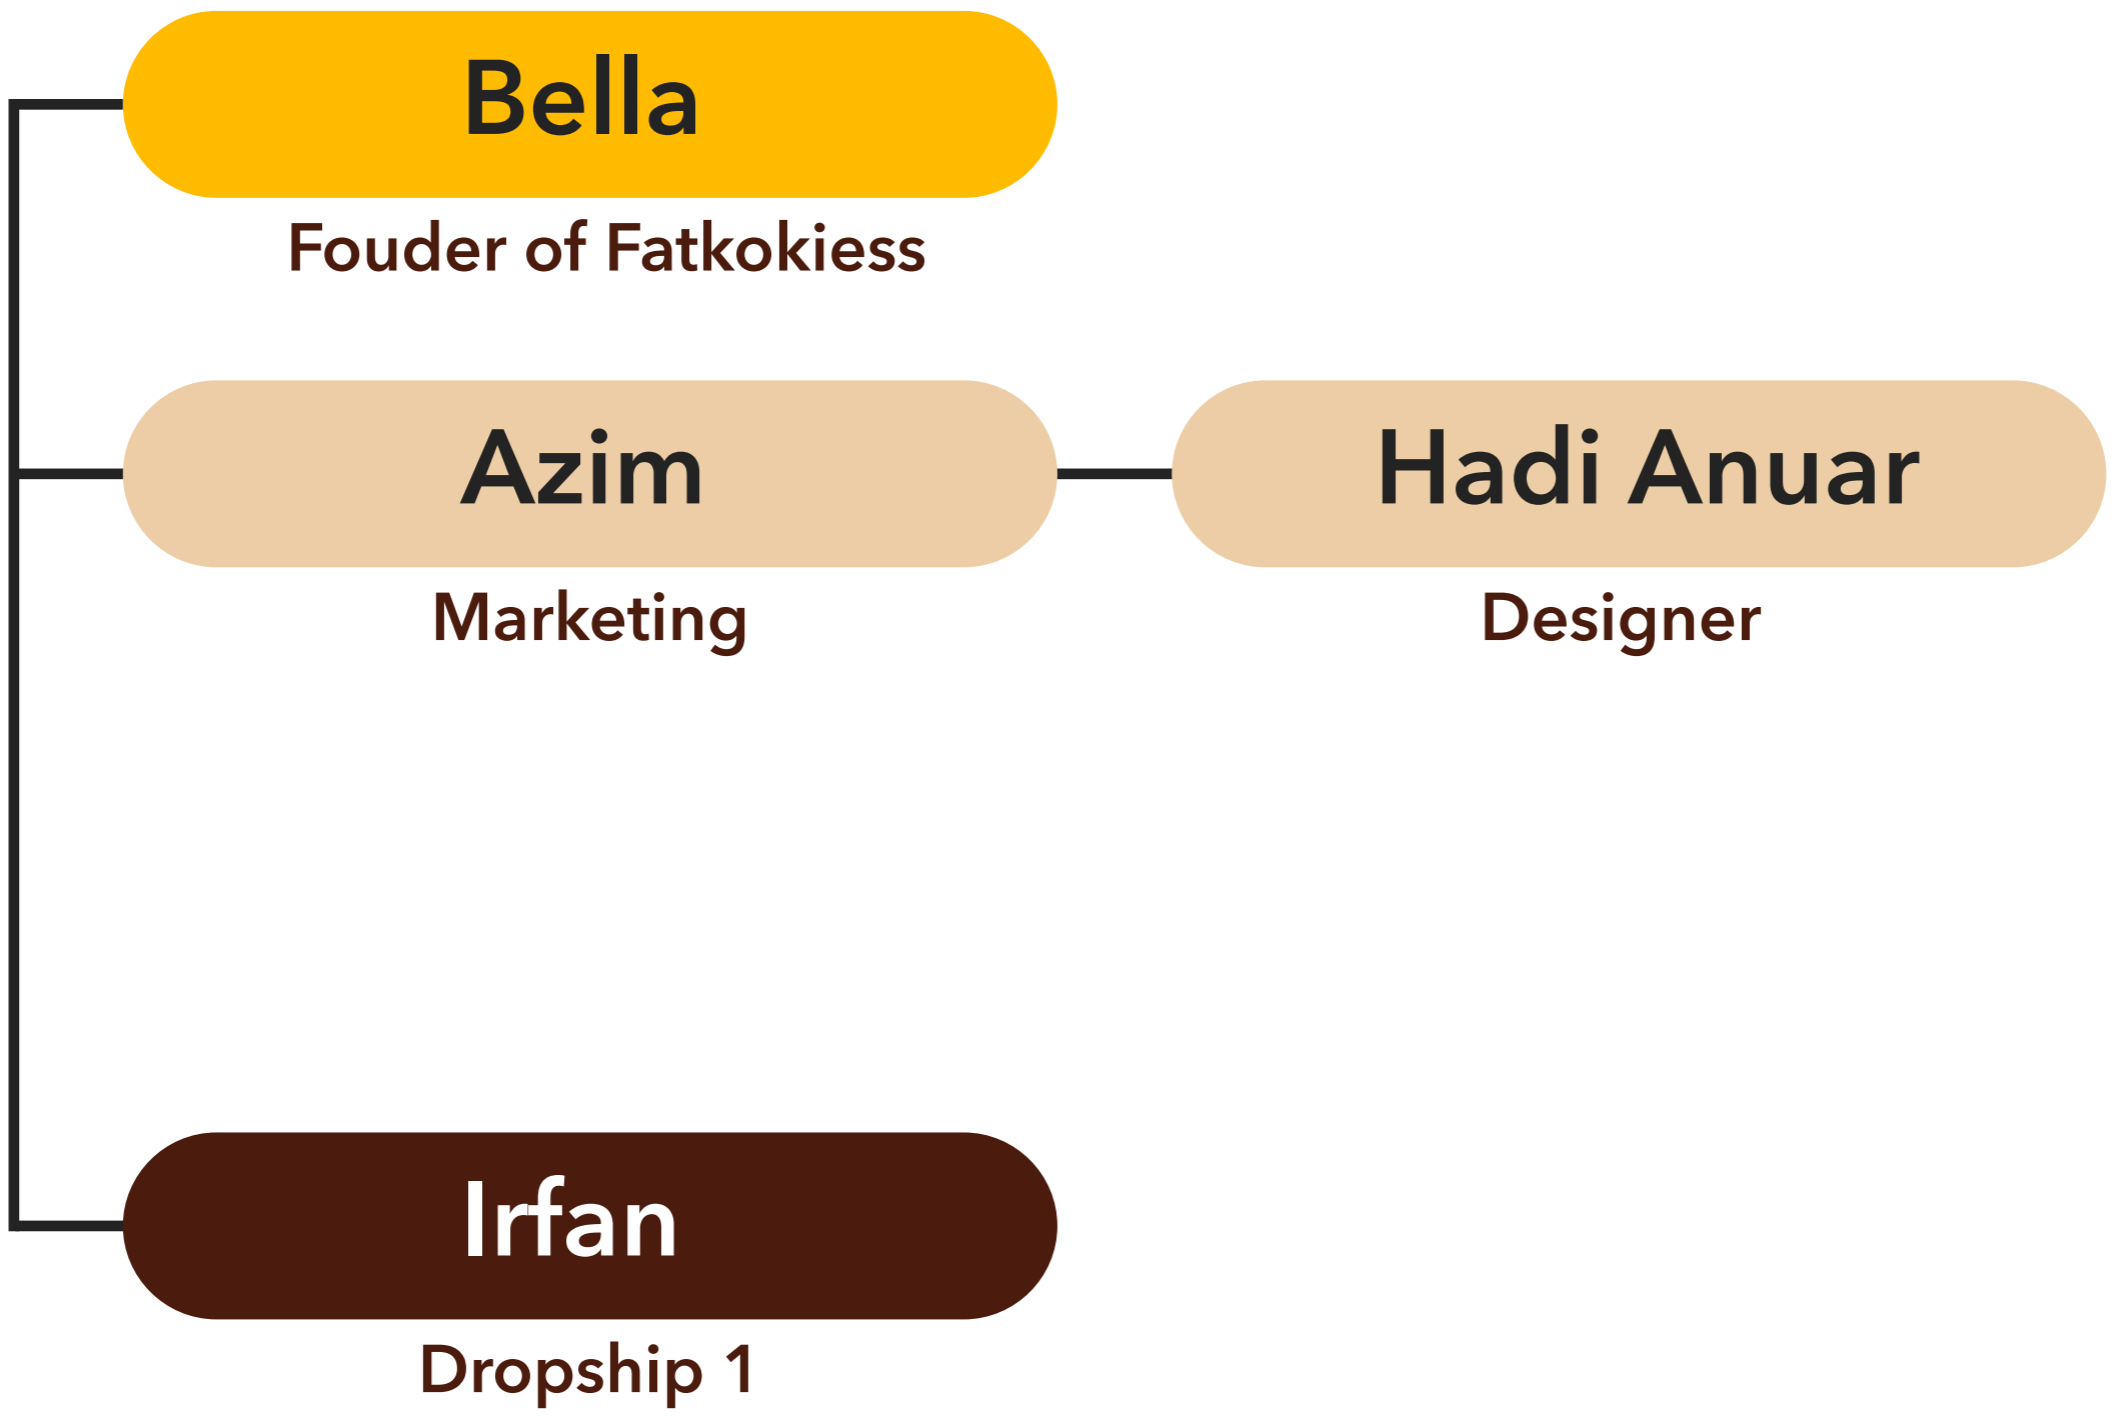 Bella
Fouder of Fatkokiess
Azim
Marketing
Hadi Anuar
Designer
Irfan
Dropship 1